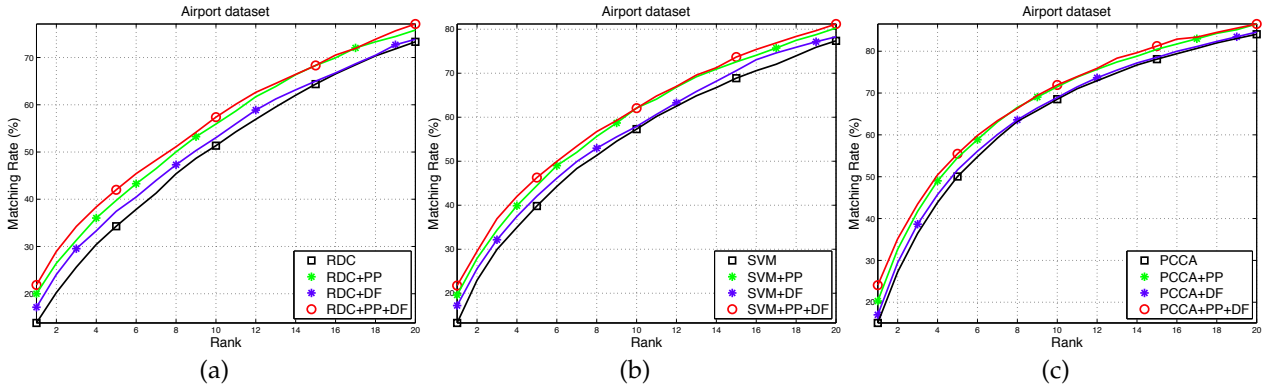 Airport dataset
70
60
50
40
30
20
Matching Rate (%)
2 4 6 8 10 12 14 16 18 20
Rank
RDC
RDC+PP
RDC+DF
RDC+PP+DF
(a)
Airport dataset
80
70
60
50
40
30
20
Matching Rate (%)
2 4 6 8 10 12 14 16 18 20
Rank
SVM
SVM+PP
SVM+DF
SVM+PP+DF
(b)
Airport dataset
80
70
60
50
40
30
20
Matching Rate (%)
2 4 6 8 10 12 14 16 18 20
Rank
PCCA
PCCA+PP
PCCA+DF
PCCA+PP+DF
(c)